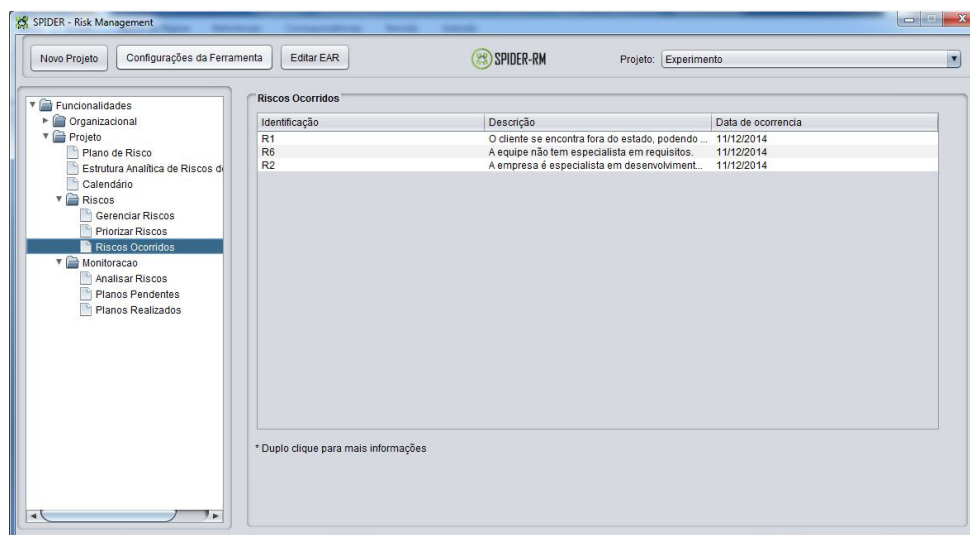 SPIDER - Risk Management
Novo Projeto Configurações da Ferramenta Editar EAR SPIDER-RM Projeto: Experimento
Funcionalidades
Organizacional
Projeto
Plano de Risco
Estrutura Analítica de Riscos d
Calendário
Riscos
Gerenciar Riscos
Priorizar Riscos
Riscos Ocorridos
Monitoracao
Analisar Riscos
Planos Pendentes
Planos Realizados
Riscos Ocorridos
Identificação Descrição Data de ocorrencia
R1 O cliente se encontra fora do estado, podendo ... 11/12/2014
R6 A equipe não tem especialista em requisitos. 11/12/2014
R2 A empresa é especialista em desenvolviment... 11/12/2014
* Duplo clique para mais informações